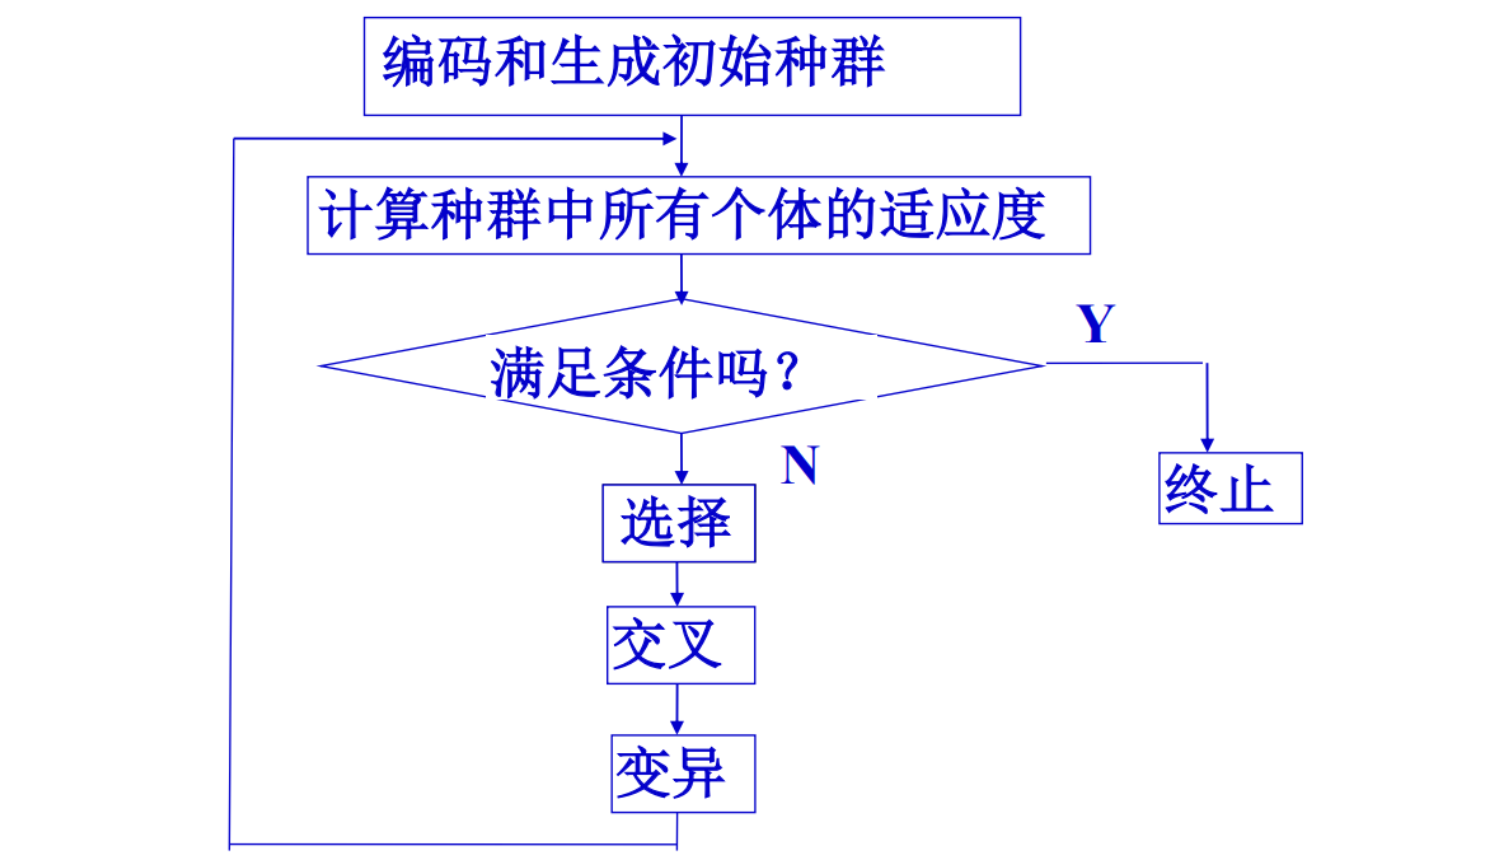 编码和生成初始种群
计算种群中所有个体的适应度
满足条件吗？
Y
N
终止
选择
交叉
变异